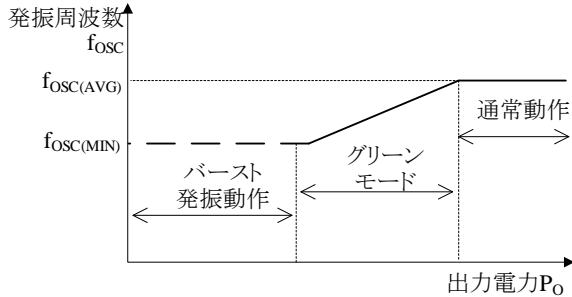 発振周波数
fOSC
fOSC(AVG)
通常動作
fOSC(MIN)
グリーン
モード
バースト
発振動作
出力電力PO